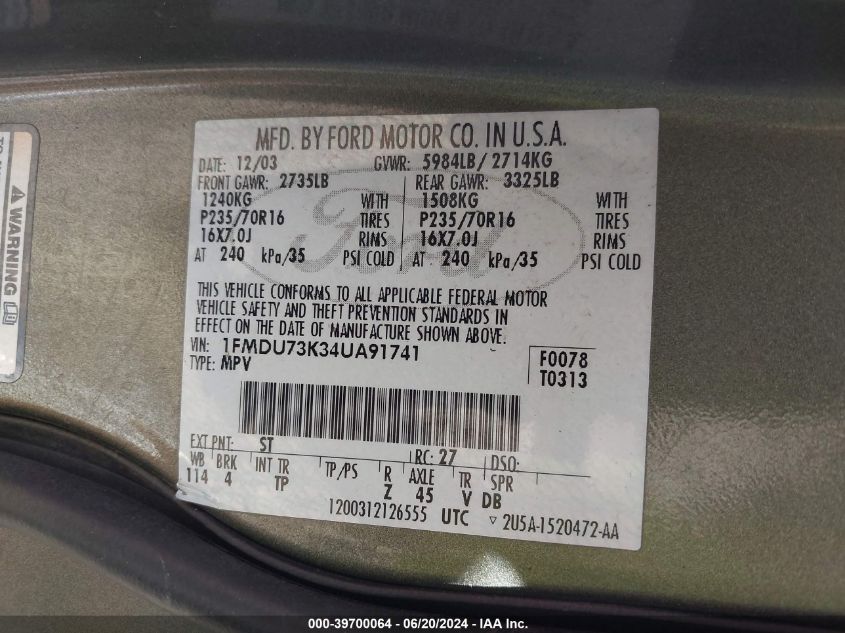 MFD. BY FORD MOTOR CO. IN U.S.A.
DATE: 12/03 GVWR: 5984LB/ 2714KG
FRONT GAWR: 2735LB REAR GAWR: 3325LB
1240KG WITH 1508KG WITH
P235/70R16 TIRES P235/70R16 TIRES
16X7.0J RIMS 16X7.0J RIMS
AT 240 kPa/35 PSI COLD AT 240 kPa/35 PSI COLD
Ford
THIS VEHICLE CONFORMS TO ALL APPLICABLE FEDERAL MOTOR
VEHICLE SAFETY AND THEFT PREVENTION STANDARDS IN
EFFECT ON THE DATE OF MANUFACTURE SHOWN ABOVE.
VIN: 1FMDU73K34UA91741 F0078
TYPE: MPV T0313
EXT PNT: ST RC: 27 DSO:
WB BRK INT TR TP/PS R AXLE TR SPR
114 4 TP Z 45 V DB
1200312126555 UTC ▽ 2U5A-1520472-AA
WARNING
000-39700064 - 06/20/2024 - IAA Inc.